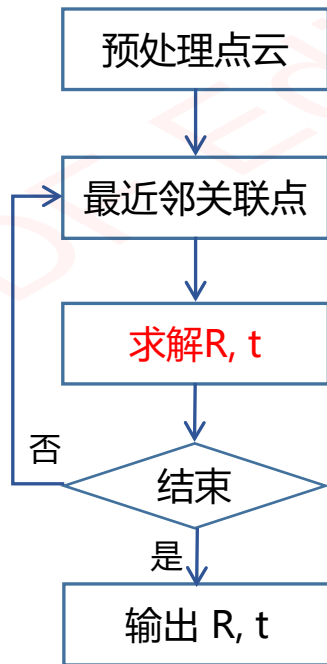 预处理点云
最近邻关联点
求解R, t
否
结束
是
输出 R, t